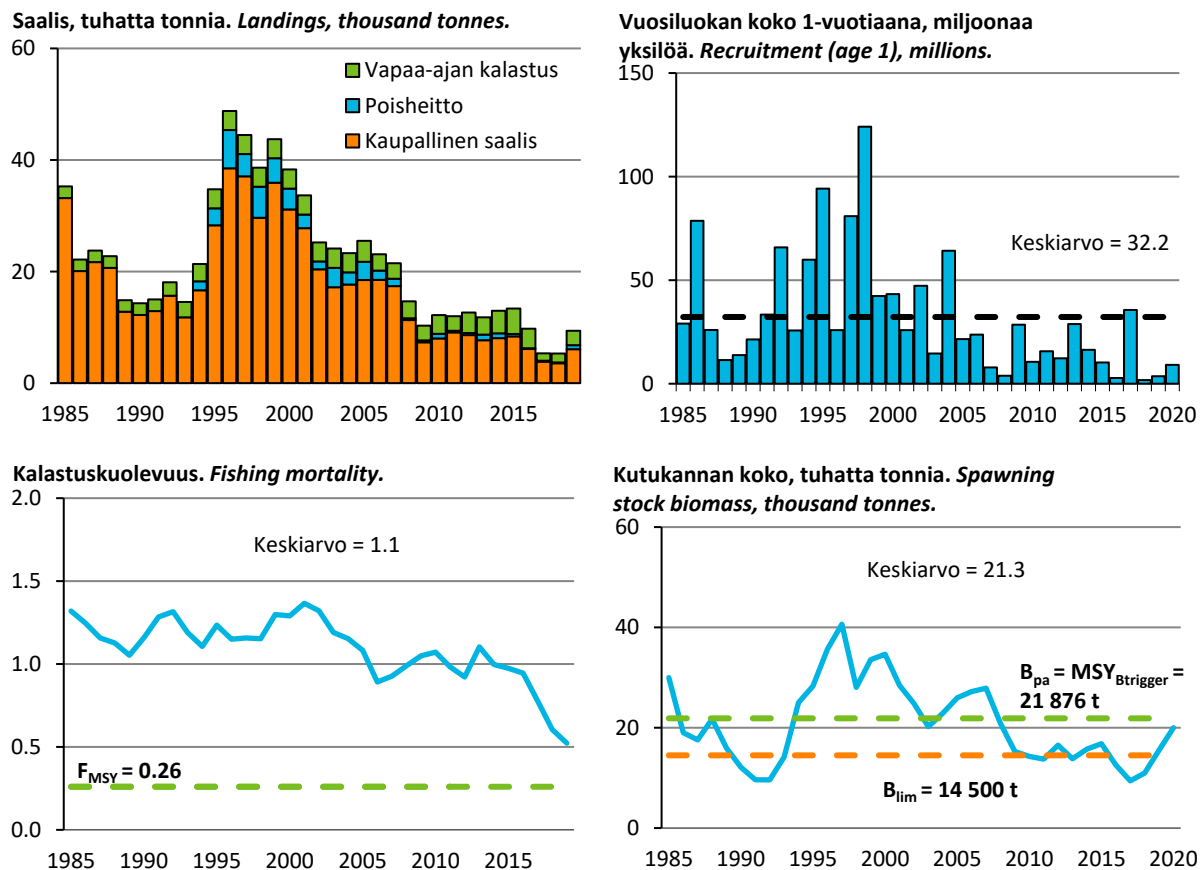 Saalis, tuhatta tonnia. Landings, thousand tonnes.
60
40
20
0
Vapaa-ajan kalastus
Poisheitto
Kaupallinen saalis
1985 1990 1995 2000 2005 2010 2015
Vuosiluokan koko 1-vuotiaana, miljoonaa
yksilöä. Recruitment (age 1), millions.
150
100
50
0
Keskiarvo = 32.2
1985 1990 1995 2000 2005 2010 2015 2020
Kalastuskuolevuus. Fishing mortality.
2.0
1.5
1.0
0.5
0.0
Keskiarvo = 1.1
FMSY = 0.26
1985 1990 1995 2000 2005 2010 2015
Kutukannan koko, tuhatta tonnia. Spawning
stock biomass, thousand tonnes.
60
40
20
0
Keskiarvo = 21.3
Bpa = MSYBtrigger =
21 876 t
Blim = 14 500 t
1985 1990 1995 2000 2005 2010 2015 2020